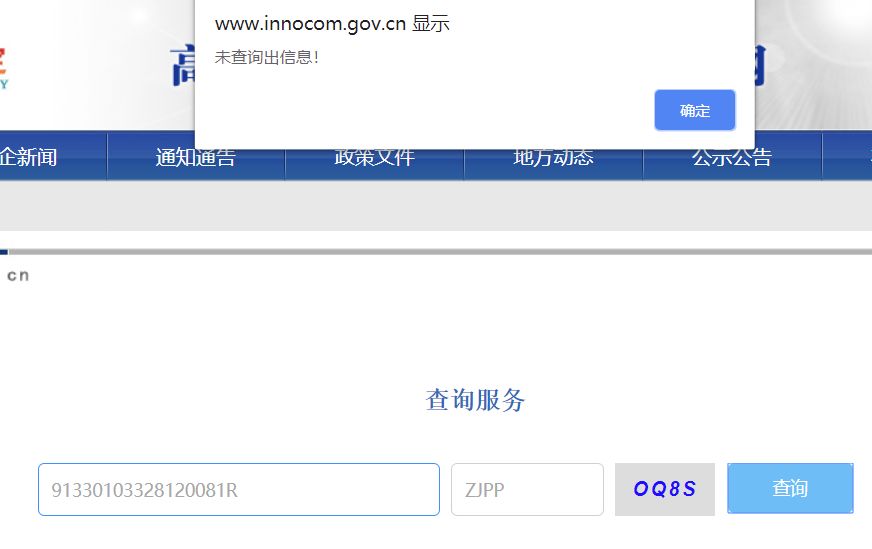 www.innocom.gov.cn 显示
未查询出信息!
确定
高
网
Y
企新闻
通知通告
政策文件
地方动态
公示公告
cn
查询服务
91330103328120081R
ZJPP
OQ8S
查询